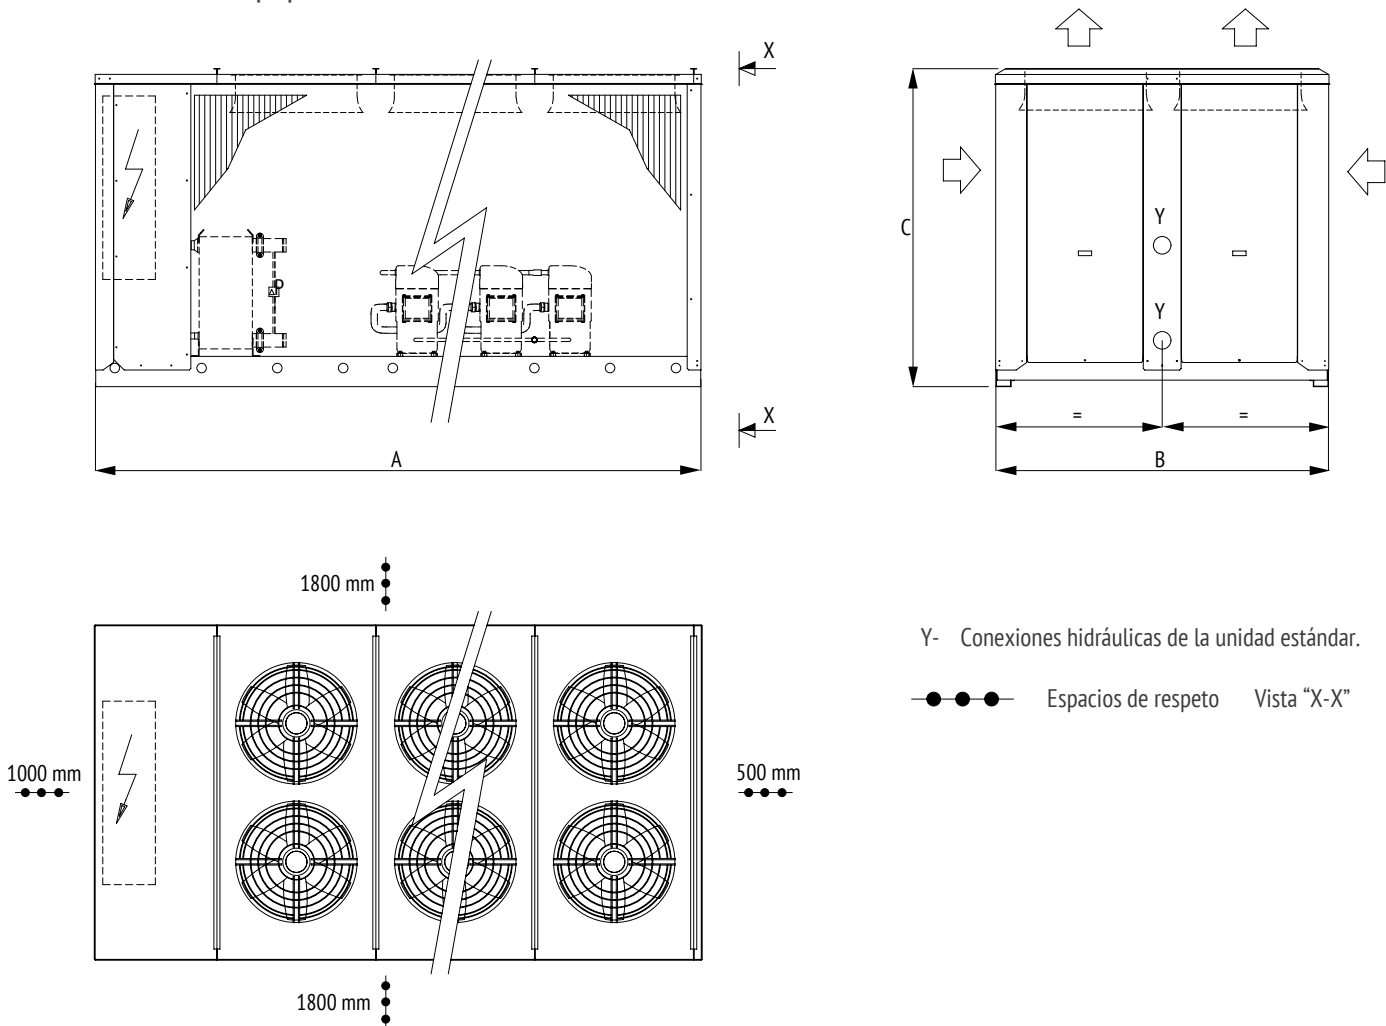 X
C
Y
Y
=
=
X
A
B
1800 mm
Y- Conexiones hidráulicas de la unidad estándar.
Espacios de respeto Vista “X-X”
1000 mm
500 mm
1800 mm